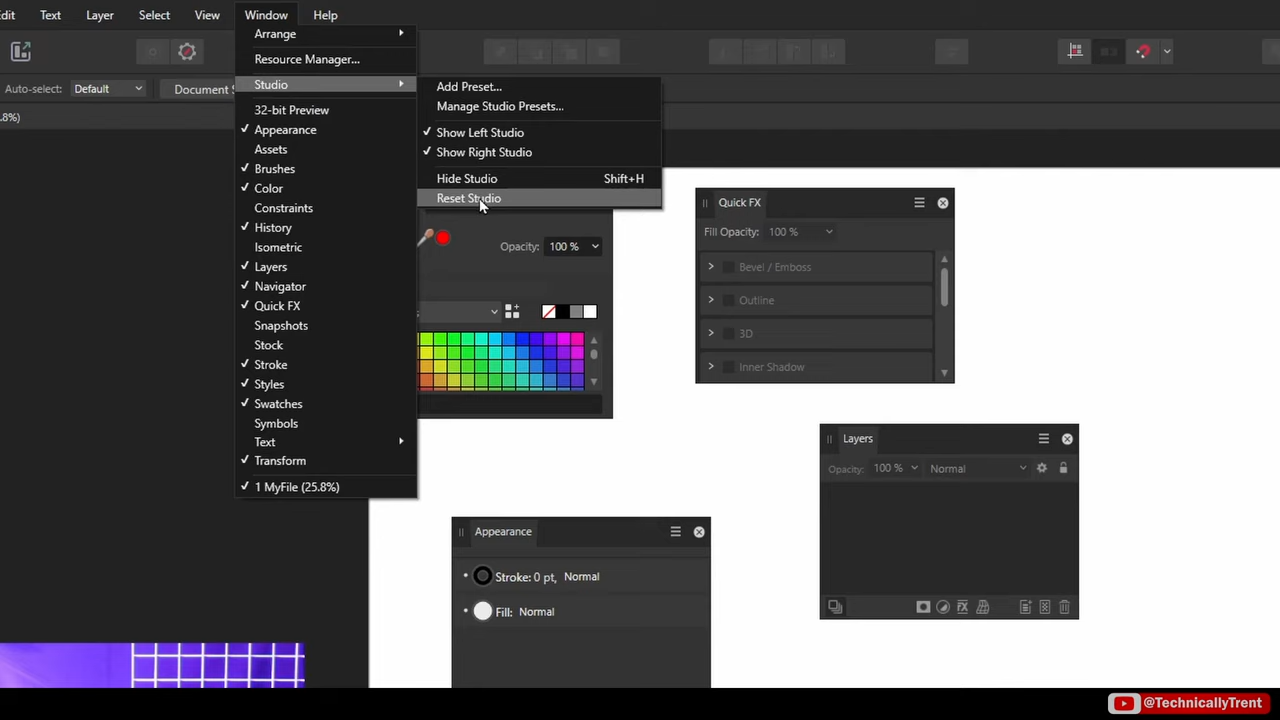 dit Text Layer Select View Window Help
Arrange
Resource Manager...
Studio
32-bit Preview
Appearance
Assets
Brushes
Color
Constraints
History
Isometric
Layers
Navigator
Quick FX
Snapshots
Stock
Stroke
Styles
Swatches
Symbols
Text
Transform
1 MyFile (25.8%)
Add Preset...
Manage Studio Presets...
Show Left Studio
Show Right Studio
Hide Studio Shift+H
Reset Studio
Auto-select: Default Document S
.8%)
Opacity: 100 %
Quick FX
Fill Opacity: 100 %
Bevel / Emboss
Outline
3D
Inner Shadow
Layers
Opacity: 100 % Normal
Appearance
Stroke: 0 pt, Normal
Fill: Normal
@TechnicallyTrent